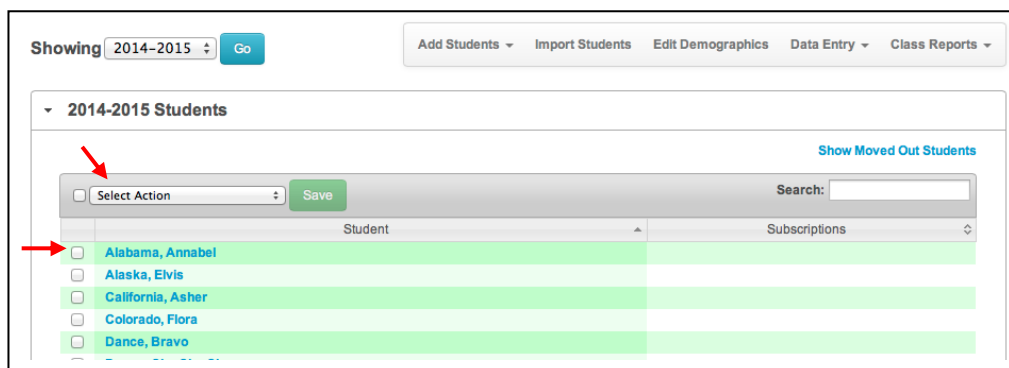 Showing 2014-2015 Go Add Students Import Students Edit Demographics Data Entry Class Reports
2014-2015 Students
Show Moved Out Students
Select Action Save Search:
Student Subscriptions
Alabama, Annabel
Alaska, Elvis
California, Asher
Colorado, Flora
Dance, Bravo